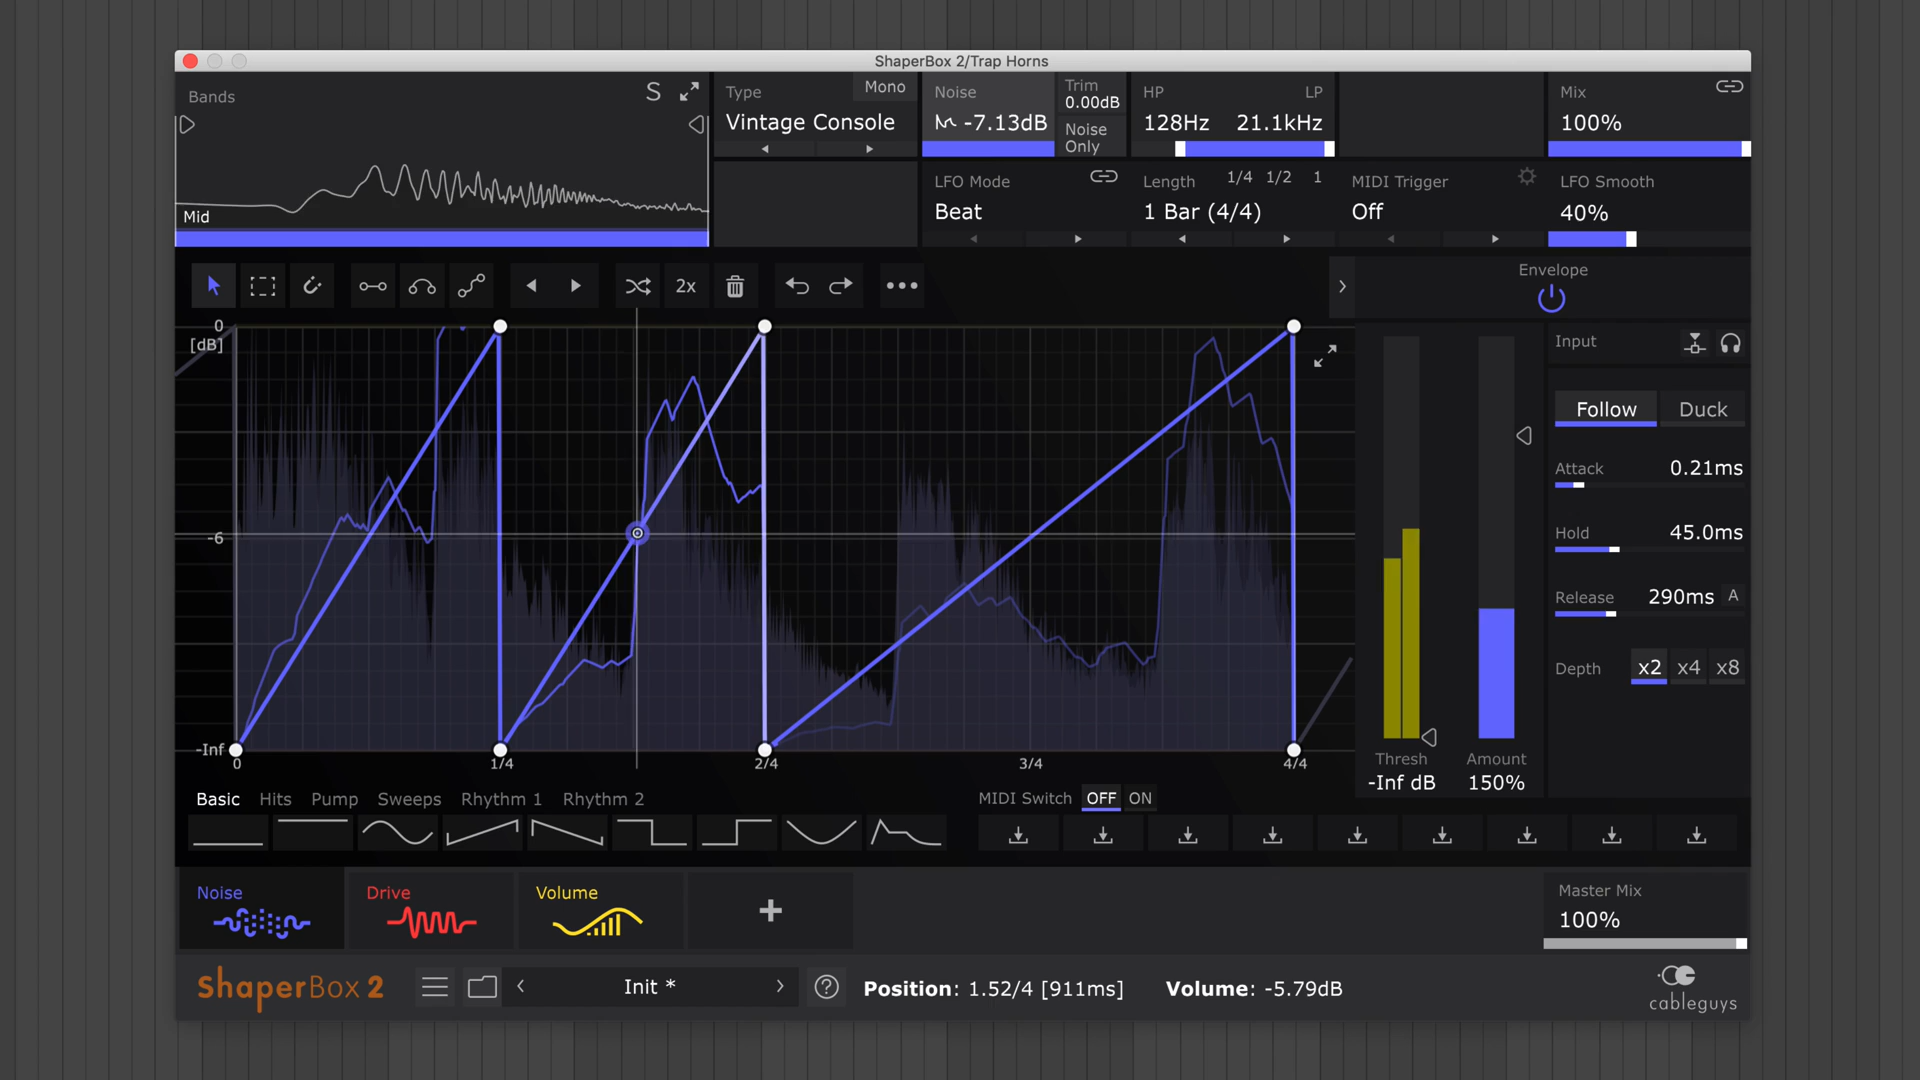 ShaperBox 2/Trap Horns
Bands
S
Mid
Type
Mono
Vintage Console
Noise
-7.13dB
Trim
0.00dB
Noise
Only
HP
LP
128Hz
21.1kHz
Mix
100%
LFO Mode
Beat
Length
1/4 1/2 1
1 Bar (4/4)
MIDI Trigger
Off
LFO Smooth
40%
2x
Envelope
0
[dB]
-6
-Inf
0
1/4
2/4
3/4
4/4
Thresh
-Inf dB
Amount
150%
Input
Follow
Duck
Attack
0.21ms
Hold
45.0ms
Release
290ms
A
Depth
x2 x4 x8
Basic Hits Pump Sweeps Rhythm 1 Rhythm 2
MIDI Switch OFF ON
Noise
Drive
Volume
+
Master Mix
100%
ShaperBox 2
Init *
?
Position: 1.52/4 [911ms]
Volume: -5.79dB
cableguys